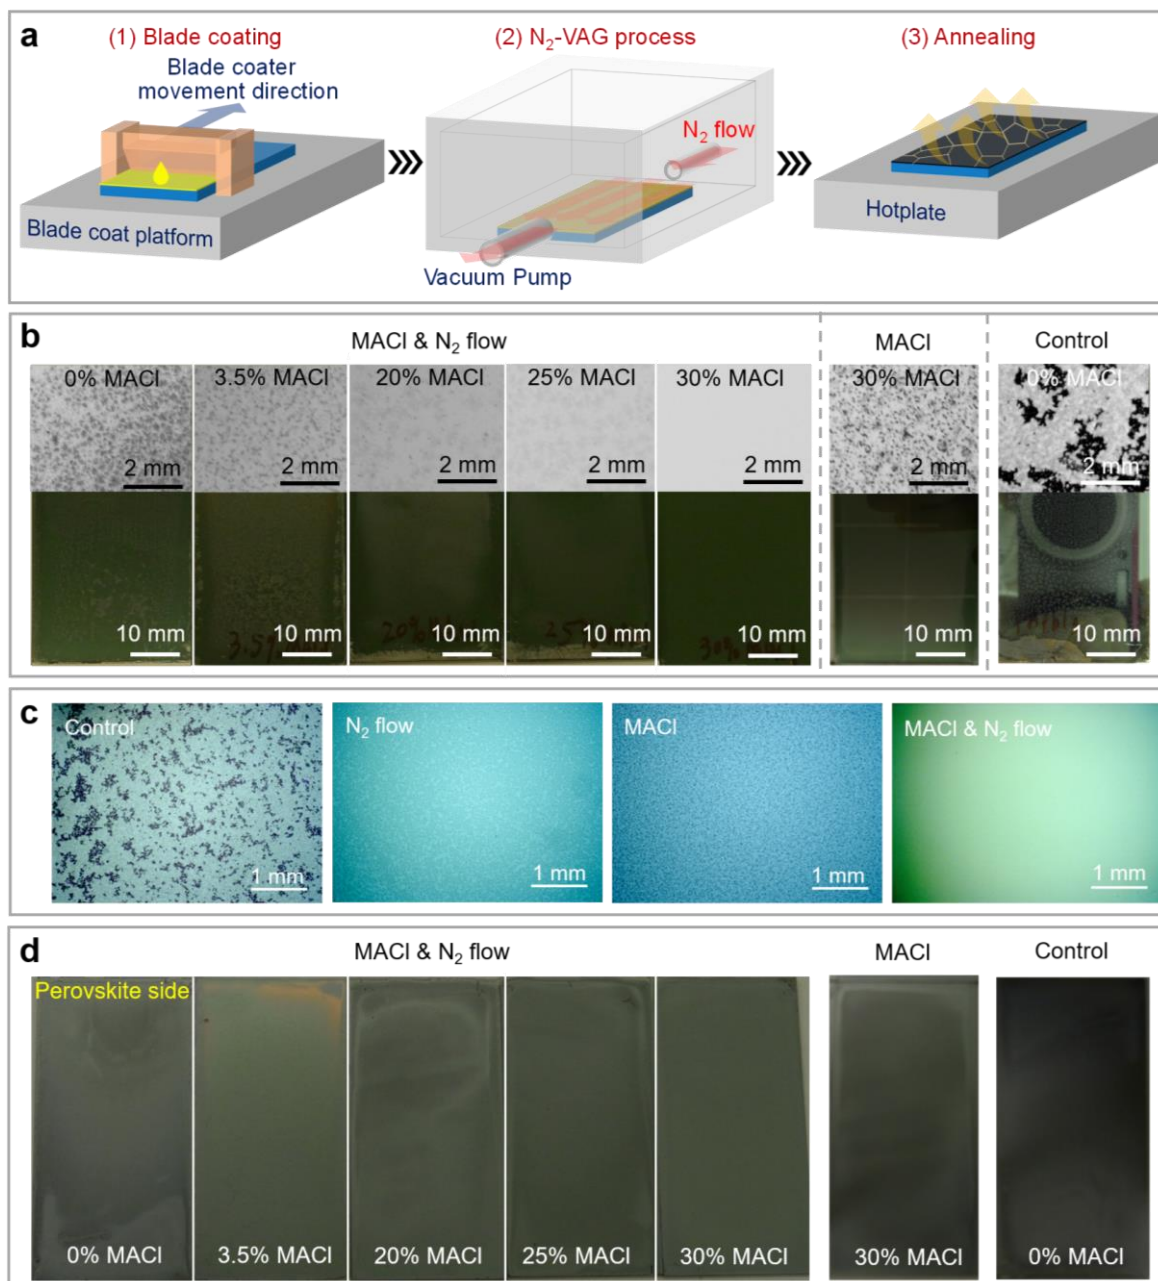 a
(1) Blade coating
Blade coater
movement direction
Blade coat platform
(2) N₂-VAG process
N₂ flow
Vacuum Pump
(3) Annealing
Hotplate
b
MACl & N₂ flow
MACl
Control
0% MACl
3.5% MACl
20% MACl
25% MACl
30% MACl
30% MACl
0% MACl
2 mm
2 mm
2 mm
2 mm
2 mm
2 mm
2 mm
10 mm
10 mm
10 mm
10 mm
10 mm
10 mm
10 mm
c
Control
N₂ flow
MACl
MACl & N₂ flow
1 mm
1 mm
1 mm
1 mm
d
MACl & N₂ flow
MACl
Control
Perovskite side
0% MACl
3.5% MACl
20% MACl
25% MACl
30% MACl
30% MACl
0% MACl